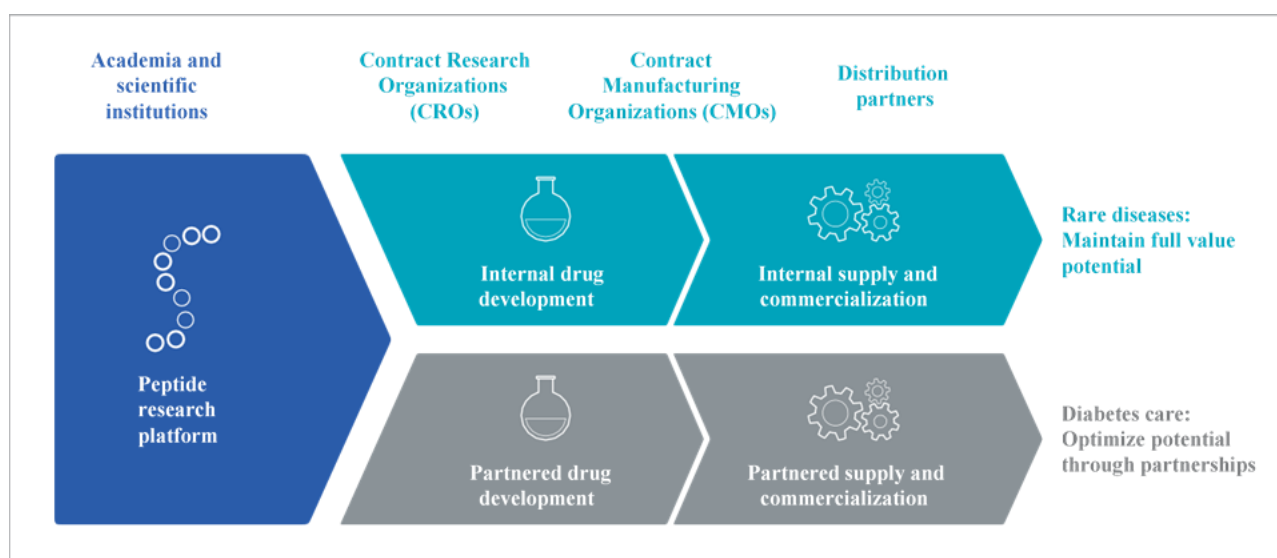 Academia and
scientific
institutions
Contract Research
Organizations
(CROs)
Contract
Manufacturing
Organizations (CMOs)
Distribution
partners
Peptide
research
platform
Internal drug
development
Internal supply and
commercialization
Rare diseases:
Maintain full value
potential
Partnered drug
development
Partnered supply and
commercialization
Diabetes care:
Optimize potential
through partnerships